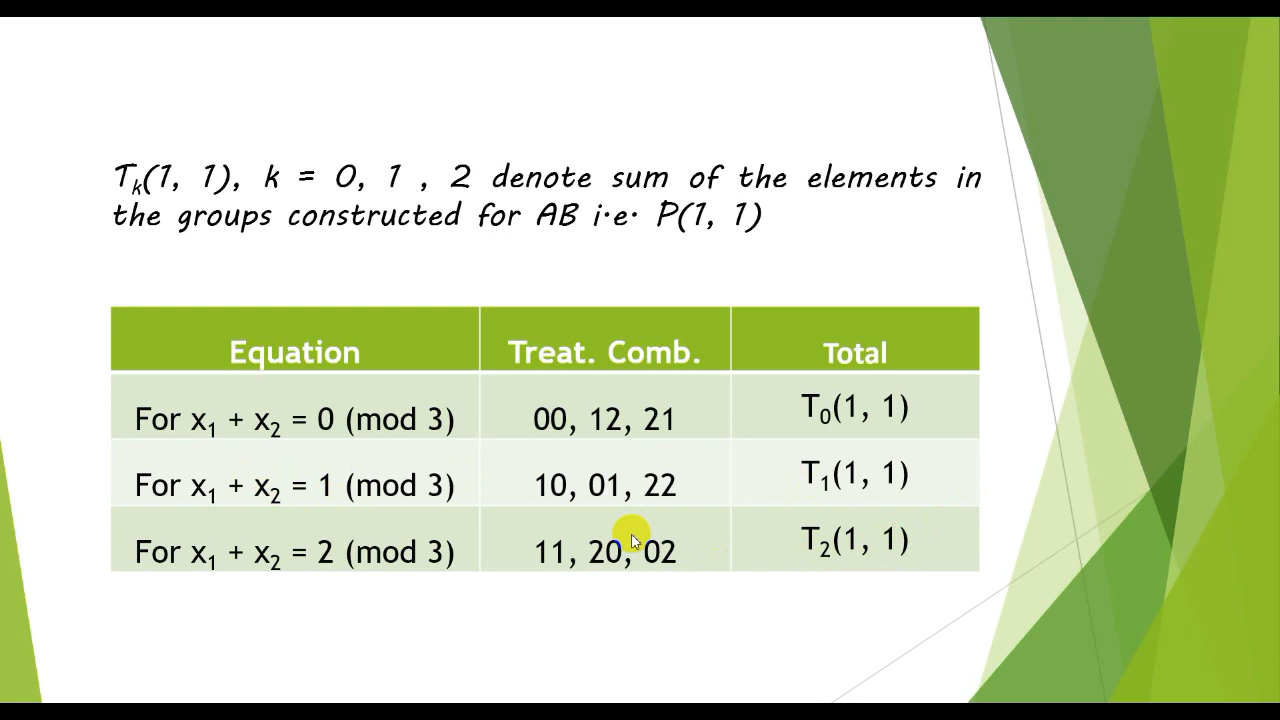 T₀(1, 1), k = 0, 1 , 2 denote sum of the elements in
the groups constructed for AB i.e. P(1, 1)
Equation Treat. Comb. Total
For x₁ + x₂ = 0 (mod 3) 00, 12, 21 T₀(1, 1)
For x₁ + x₂ = 1 (mod 3) 10, 01, 22 T₁(1, 1)
For x₁ + x₂ = 2 (mod 3) 11, 20, 02 T₂(1, 1)